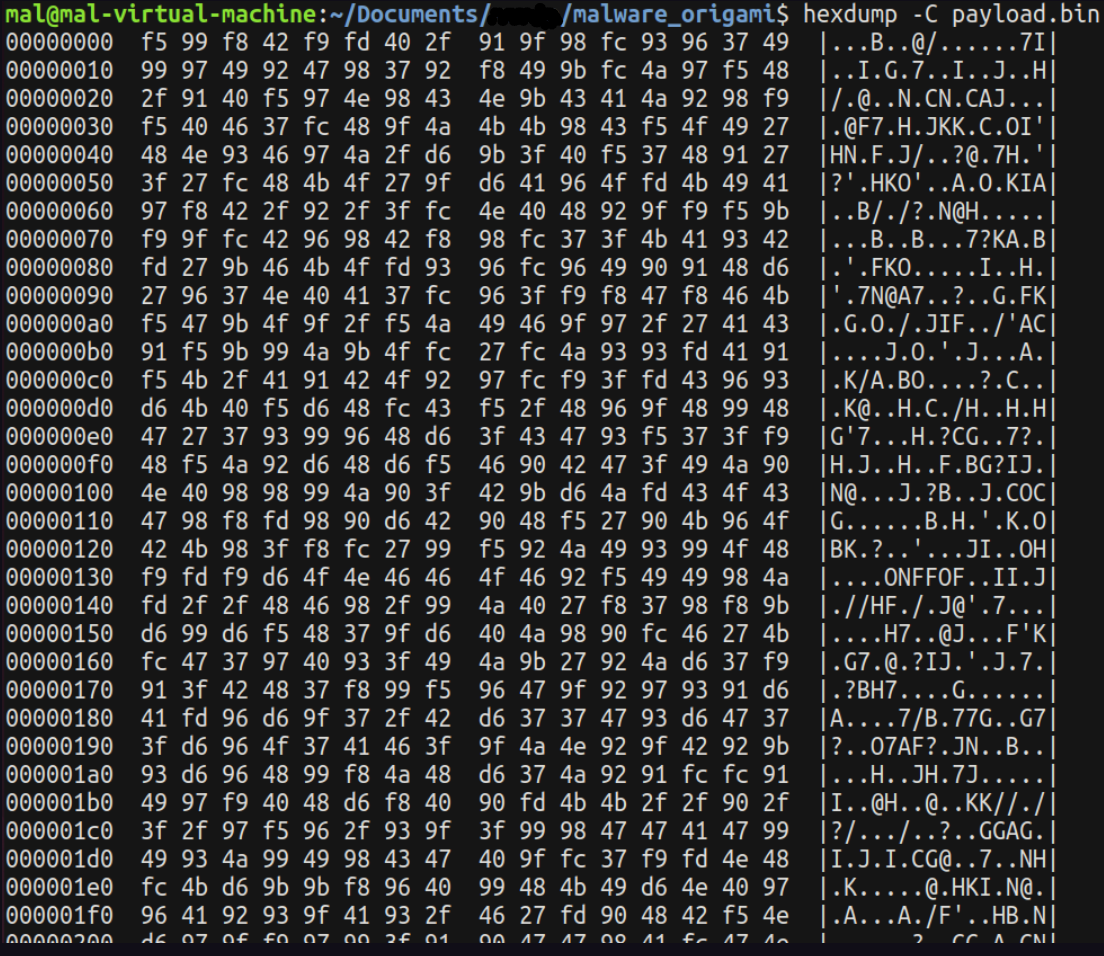 mal@mal-virtual-machine:~/Documents/ /malware_origami$ hexdump -C payload.bin
00000000  f5 99 f8 42 f9 fd 40 2f  91 9f 98 fc 93 96 37 49  |...B..@/......7I|
00000010  99 97 49 92 47 98 37 92  f8 49 9b fc 4a 97 f5 48  |..I.G.7..I..J..H|
00000020  2f 91 40 f5 97 4e 98 43  4e 9b 43 41 4a 92 98 f9  |/.@..N.CN.CAJ...|
00000030  f5 40 46 37 fc 48 9f 4a  4b 4b 98 43 f5 4f 49 27  |.@F7.H.JKK.C.OI'|
00000040  48 4e 93 46 97 4a 2f d6  9b 3f 40 f5 37 48 91 27  |HN.F.J/..?@.7H.'|
00000050  3f 27 fc 48 4b 4f 27 9f  d6 41 96 4f fd 4b 49 41  |?'.HKO'..A.O.KIA|
00000060  97 f8 42 2f 92 2f 3f fc  4e 40 48 92 9f f9 f5 9b  |..B/./?.N@H.....|
00000070  f9 9f fc 42 96 98 42 f8  98 fc 37 3f 4b 41 93 42  |...B..B...7?KA.B|
00000080  fd 27 9b 46 4b 4f fd 93  96 fc 96 49 90 91 48 d6  |.'.FKO.....I..H.|
00000090  27 96 37 4e 40 41 37 fc  96 3f f9 f8 47 f8 46 4b  |'.7N@A7..?..G.FK|
000000a0  f5 47 9b 4f 9f 2f f5 4a  49 46 9f 97 2f 27 41 43  |.G.O./.JIF../'AC|
000000b0  91 f5 9b 99 4a 9b 4f fc  27 fc 4a 93 93 fd 41 91  |....J.O.'.J...A.|
000000c0  f5 4b 2f 41 91 42 4f 92  97 fc f9 3f fd 43 96 93  |.K/A.BO....?.C..|
000000d0  d6 4b 40 f5 d6 48 fc 43  f5 2f 48 96 9f 48 99 48  |.K@..H.C./H..H.H|
000000e0  47 27 37 93 99 96 48 d6  3f 43 47 93 f5 37 3f f9  |G'7...H.?CG..7?.|
000000f0  48 f5 4a 92 d6 48 d6 f5  46 90 42 47 3f 49 4a 90  |H.J..H..F.BG?IJ.|
00000100  4e 40 98 98 99 4a 90 3f  42 9b d6 4a fd 43 4f 43  |N@...J.?B..J.COC|
00000110  47 98 f8 fd 98 90 d6 42  90 48 f5 27 90 4b 96 4f  |G......B.H.'.K.O|
00000120  42 4b 98 3f f8 fc 27 99  f5 92 4a 49 93 99 4f 48  |BK.?..'...JI..OH|
00000130  f9 fd f9 d6 4f 4e 46 46  4f 46 92 f5 49 49 98 4a  |....ONFFOF..II.J|
00000140  fd 2f 2f 48 46 98 2f 99  4a 40 27 f8 37 98 f8 9b  |.//HF./.J@'.7...|
00000150  d6 99 d6 f5 48 37 9f d6  40 4a 98 90 fc 46 27 4b  |....H7..@J...F'K|
00000160  fc 47 37 97 40 93 3f 49  4a 9b 27 92 4a d6 37 f9  |.G7.@.?IJ.'.J.7.|
00000170  91 3f 42 48 37 f8 99 f5  96 47 9f 92 97 93 91 d6  |.?BH7....G......|
00000180  41 fd 96 d6 9f 37 2f 42  d6 37 37 47 93 d6 47 37  |A....7/B.77G..G7|
00000190  3f d6 96 4f 37 41 46 3f  9f 4a 4e 92 9f 42 92 9b  |?..O7AF?.JN..B..|
000001a0  93 d6 96 48 99 f8 4a 48  d6 37 4a 92 91 fc fc 91  |...H..JH.7J.....|
000001b0  49 97 f9 40 48 d6 f8 40  90 fd 4b 4b 2f 2f 90 2f  |I..@H..@..KK//./|
000001c0  3f 2f 97 f5 96 2f 93 9f  3f 99 98 47 47 41 47 99  |?/.../..?..GGAG.|
000001d0  49 93 4a 99 49 98 43 47  40 9f fc 37 f9 fd 4e 48  |I.J.I.CG@..7..NH|
000001e0  fc 4b d6 9b 9b f8 96 40  99 48 4b 49 d6 4e 40 97  |.K.....@.HKI.N@.|
000001f0  96 41 92 93 9f 41 93 2f  46 27 fd 90 48 42 f5 4e  |.A...A./F'..HB.N|
00000200  d6 97 9f f9 97 99 3f 91  90 47 47 98 41 fc 47 4e  |......?..GG.A.GN|